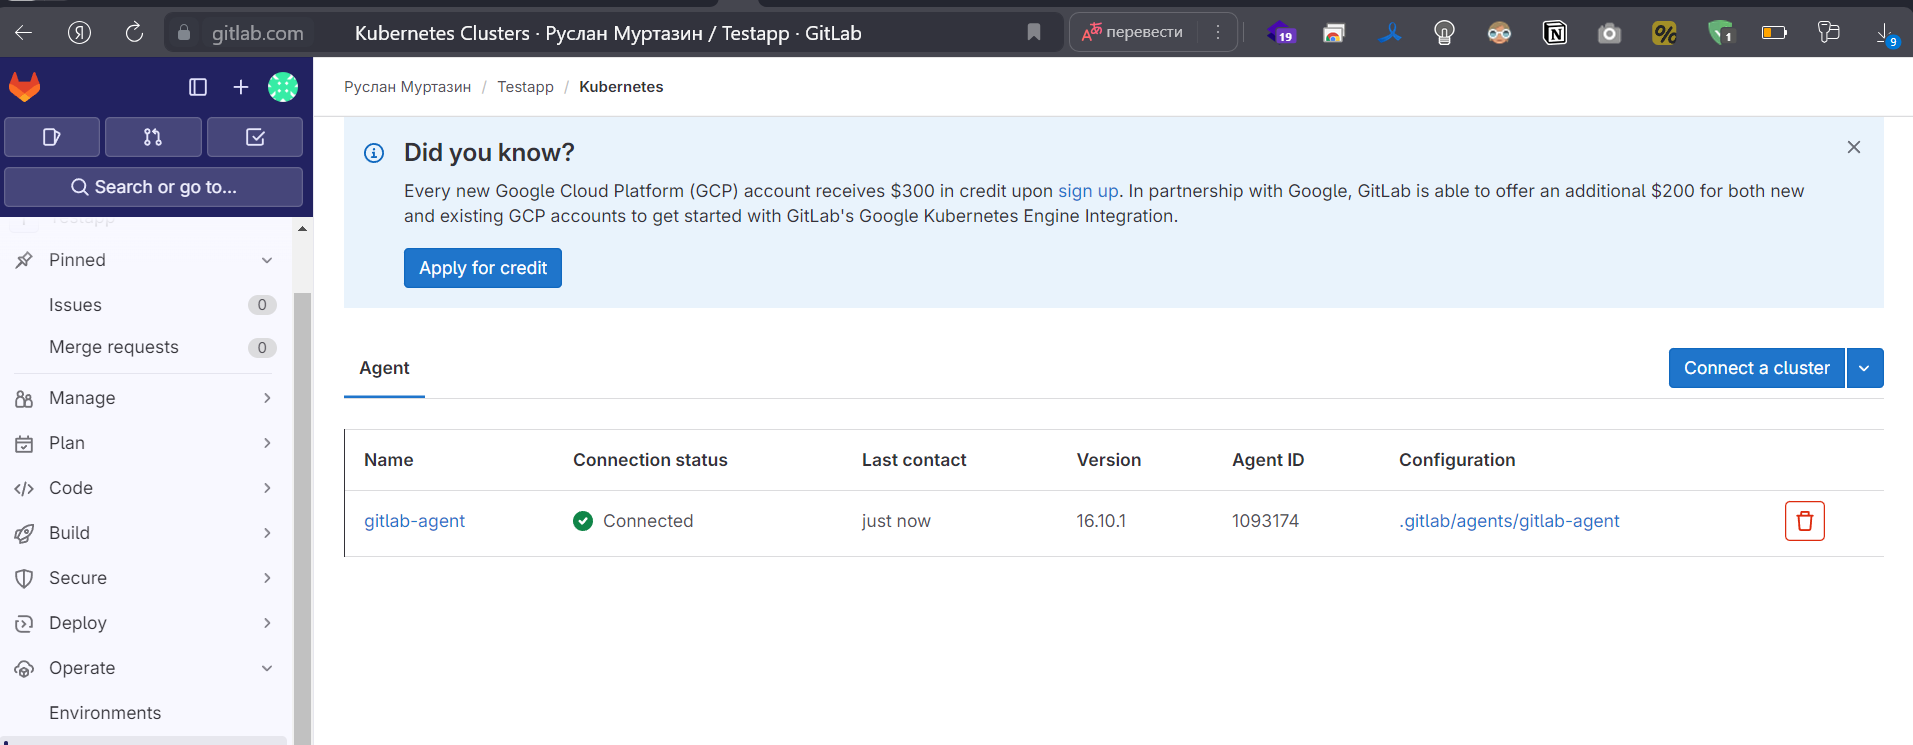 gitlab.com
Kubernetes Clusters · Руслан Муртазин / Testapp · GitLab
перевести
19
1
9
Руслан Муртазин / Testapp / Kubernetes
Search or go to...
Testapp
Pinned
Issues 0
Merge requests 0
Manage
Plan
Code
Build
Secure
Deploy
Operate
Environments
Did you know?
Every new Google Cloud Platform (GCP) account receives $300 in credit upon sign up. In partnership with Google, GitLab is able to offer an additional $200 for both new
and existing GCP accounts to get started with GitLab's Google Kubernetes Engine Integration.
Apply for credit
Agent
Connect a cluster
Name Connection status Last contact Version Agent ID Configuration
gitlab-agent Connected just now 16.10.1 1093174 .gitlab/agents/gitlab-agent